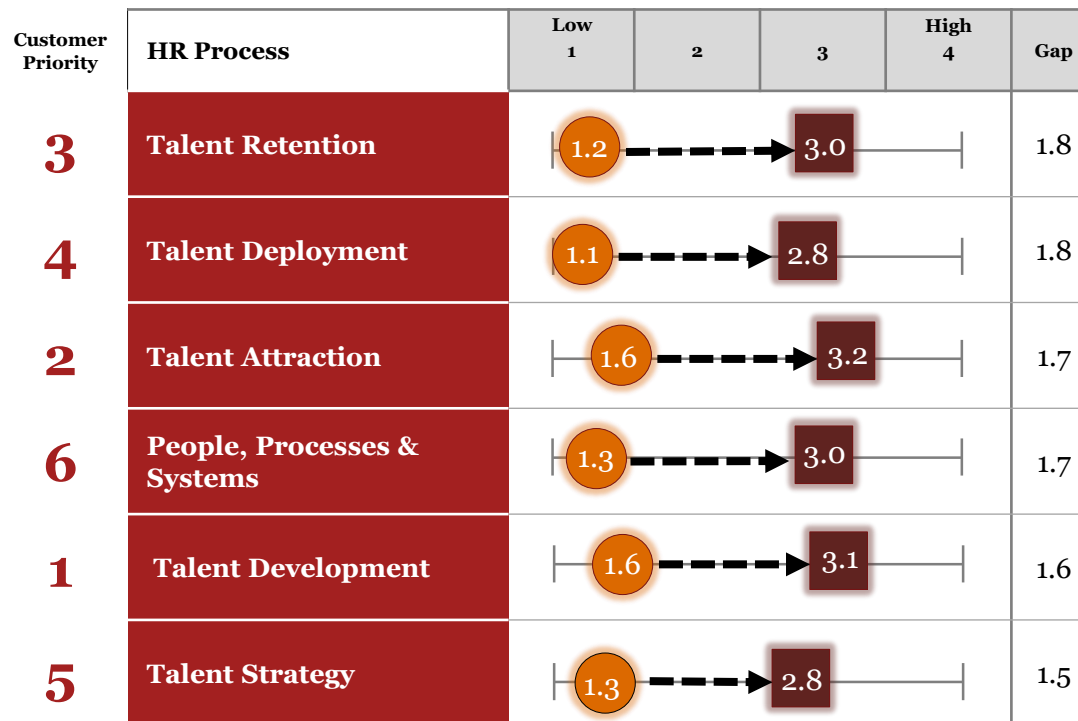 Customer Priority
HR Process
Low
1
2
3
High
4
Gap
3
Talent Retention
1.2
3.0
1.8
4
Talent Deployment
1.1
2.8
1.8
2
Talent Attraction
1.6
3.2
1.7
6
People, Processes &
Systems
1.3
3.0
1.7
1
Talent Development
1.6
3.1
1.6
5
Talent Strategy
1.3
2.8
1.5